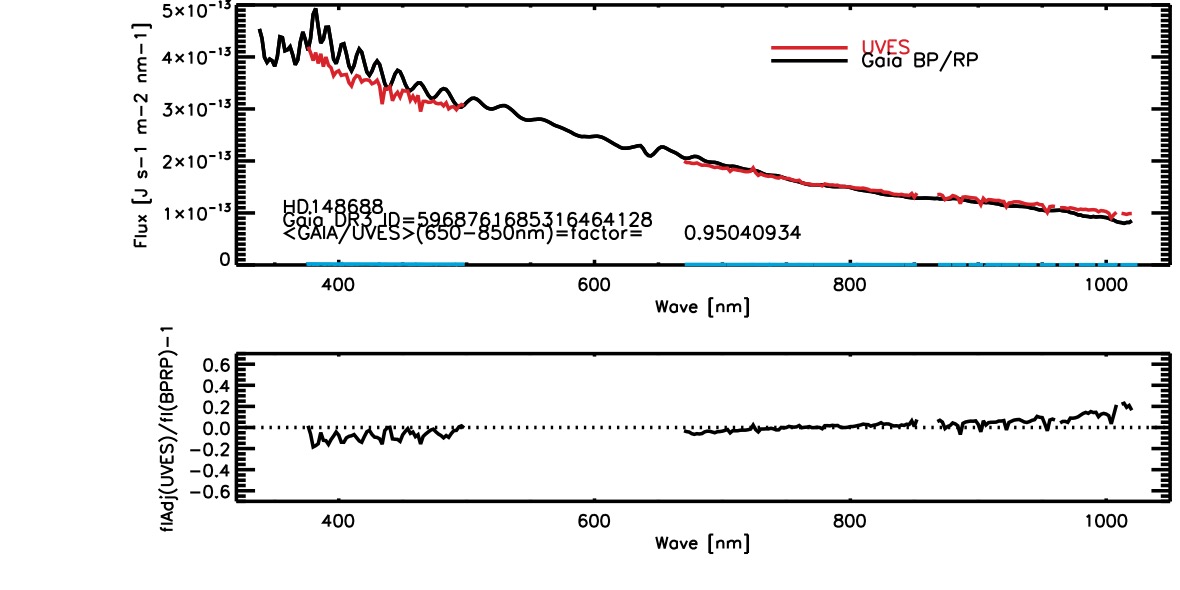 5×10−13
4×10−13
3×10−13
2×10−13
1×10−13
0
Flux [J s−1 m−2 nm−1]
UVES
Gaia BP/RP
HD148688
Gaia DR3 ID=5968761685316464128
<GAIA/UVES>(650−850nm)=factor= 0.95040934
400 600 800 1000
Wave [nm]
flAdj(UVES)/fl(BPRP)−1
0.6
0.4
0.2
0.0
−0.2
−0.4
−0.6
400 600 800 1000
Wave [nm]